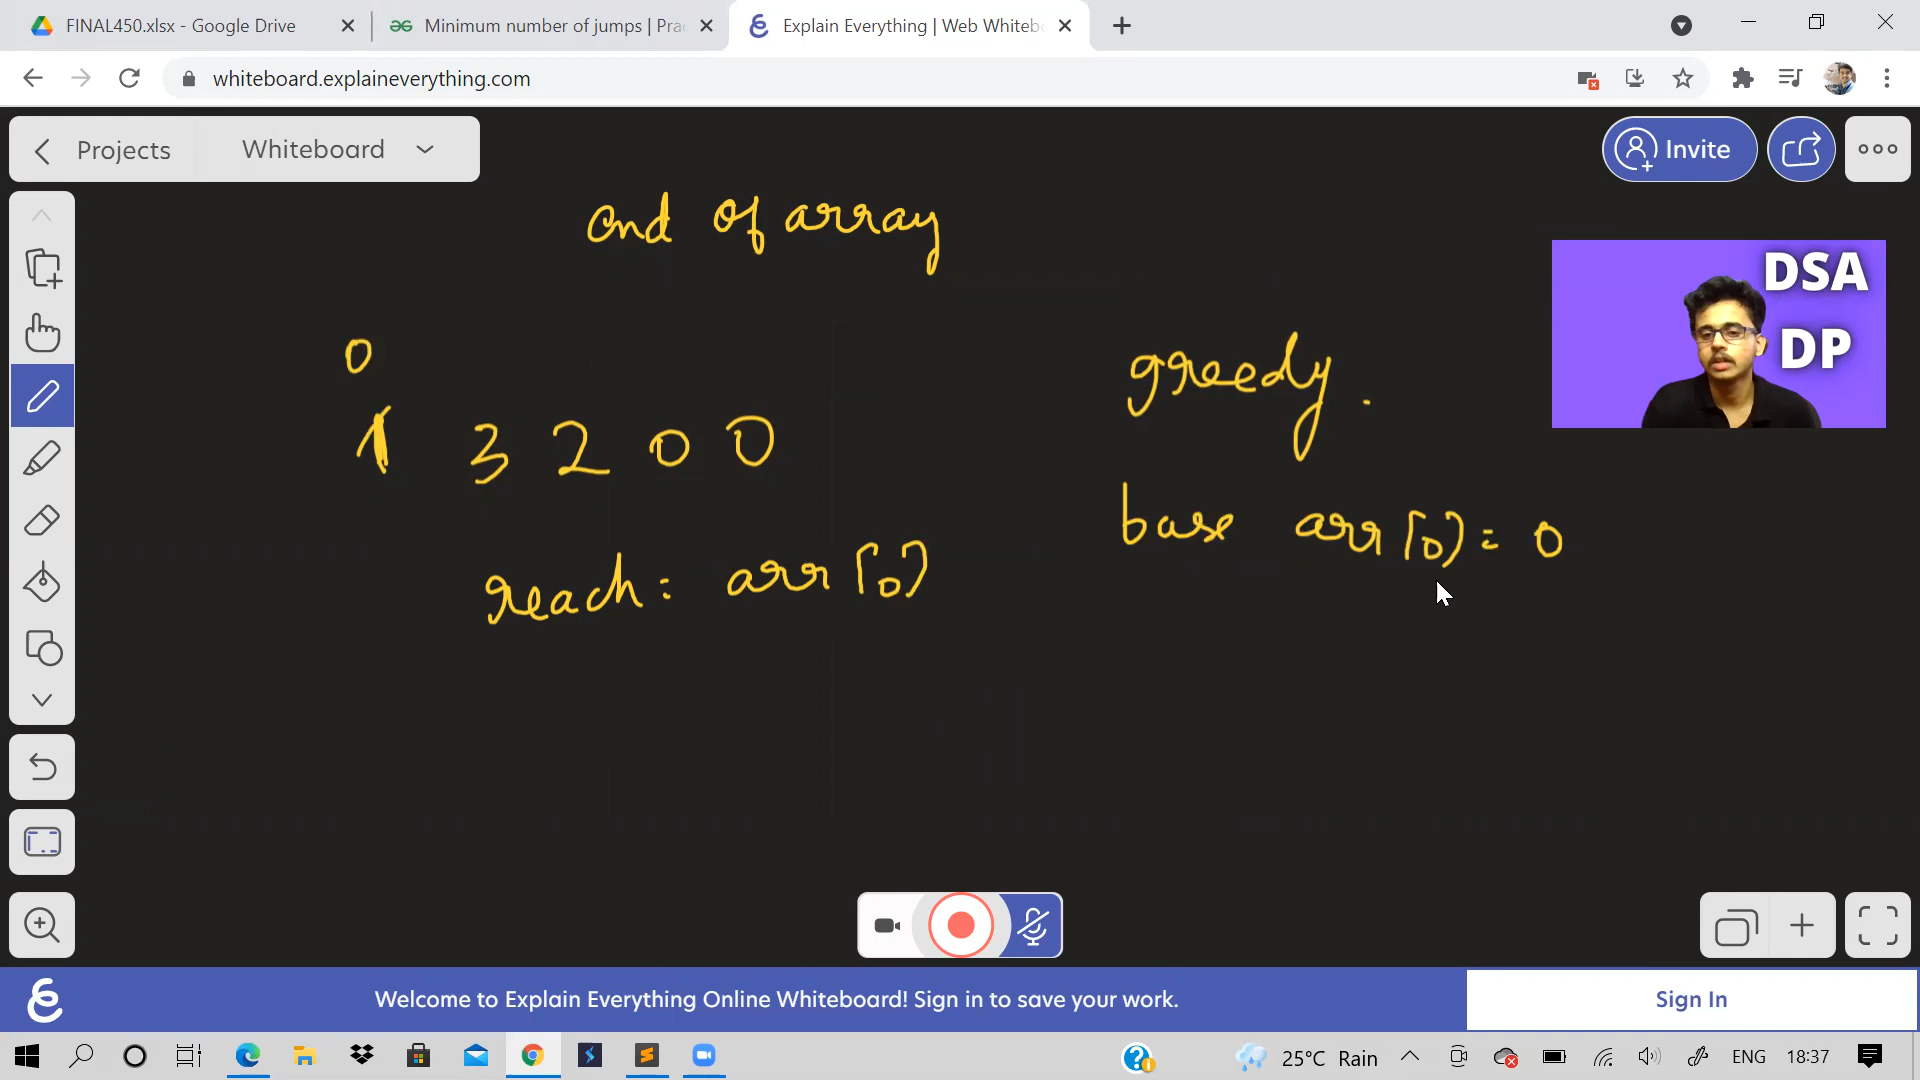 FINAL450.xlsx - Google Drive
Minimum number of jumps | Prac
Explain Everything | Web Whiteb
whiteboard.explaineverything.com
Projects
Whiteboard
Invite
end of array
DSA
DP
0
greedy.
1 3 2 0 0
base arr[0] = 0
reach = arr[0]
Welcome to Explain Everything Online Whiteboard! Sign in to save your work.
Sign In
25°C Rain
ENG
18:37